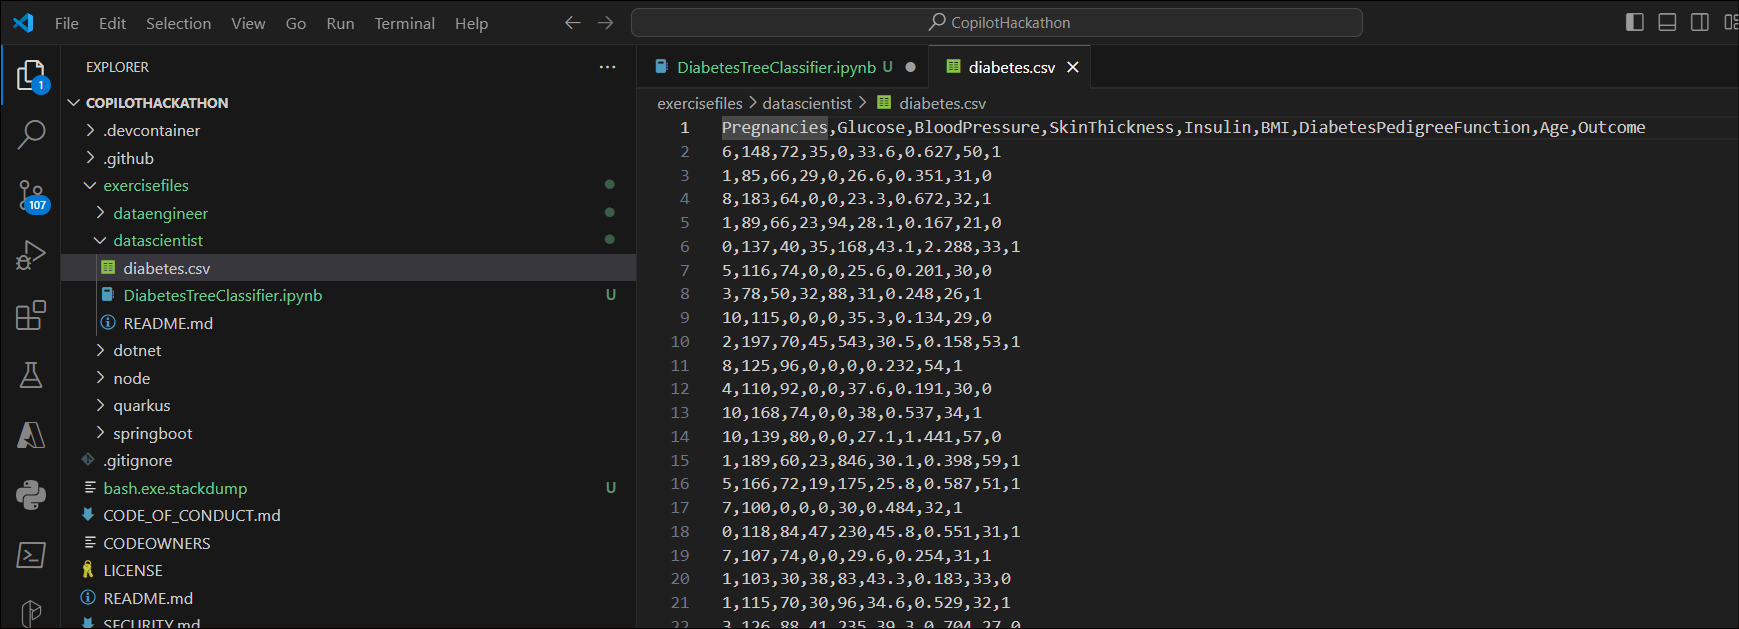 File Edit Selection View Go Run Terminal Help
CopilotHackathon
EXPLORER
COPILOTHACKATHON
.devcontainer
.github
exercisefiles
dataengineer
datascientist
diabetes.csv
DiabetesTreeClassifier.ipynb U
README.md
dotnet
node
quarkus
springboot
.gitignore
bash.exe.stackdump U
CODE_OF_CONDUCT.md
CODEOWNERS
LICENSE
README.md
SECURITY.md
1
107
DiabetesTreeClassifier.ipynb U diabetes.csv
exercisefiles > datascientist > diabetes.csv
1 Pregnancies,Glucose,BloodPressure,SkinThickness,Insulin,BMI,DiabetesPedigreeFunction,Age,Outcome
2 6,148,72,35,0,33.6,0.627,50,1
3 1,85,66,29,0,26.6,0.351,31,0
4 8,183,64,0,0,23.3,0.672,32,1
5 1,89,66,23,94,28.1,0.167,21,0
6 0,137,40,35,168,43.1,2.288,33,1
7 5,116,74,0,0,25.6,0.201,30,0
8 3,78,50,32,88,31,0.248,26,1
9 10,115,0,0,0,35.3,0.134,29,0
10 2,197,70,45,543,30.5,0.158,53,1
11 8,125,96,0,0,0,0.232,54,1
12 4,110,92,0,0,37.6,0.191,30,0
13 10,168,74,0,0,38,0.537,34,1
14 10,139,80,0,0,27.1,1.441,57,0
15 1,189,60,23,846,30.1,0.398,59,1
16 5,166,72,19,175,25.8,0.587,51,1
17 7,100,0,0,0,30,0.484,32,1
18 0,118,84,47,230,45.8,0.551,31,1
19 7,107,74,0,0,29.6,0.254,31,1
20 1,103,30,38,83,43.3,0.183,33,0
21 1,115,70,30,96,34.6,0.529,32,1
22 3,126,88,41,235,39.3,0.704,27,0